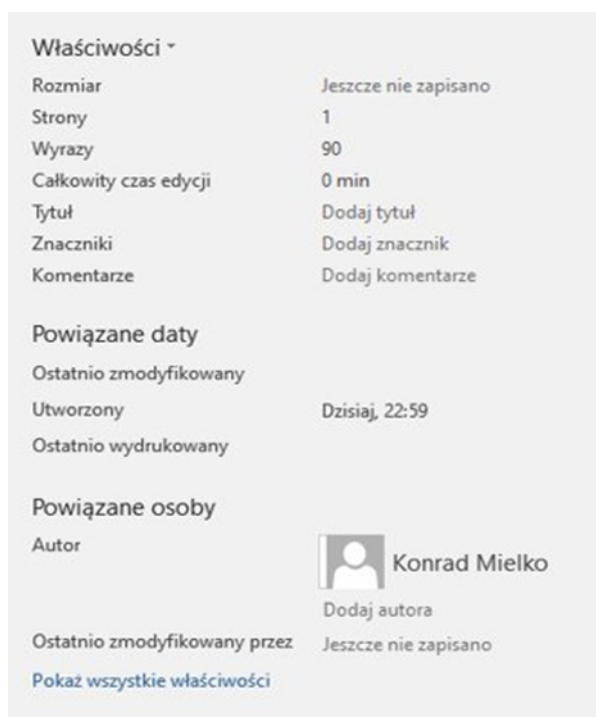 Właściwości
Rozmiar Jeszcze nie zapisano
Strony 1
Wyrazy 90
Całkowity czas edycji 0 min
Tytuł Dodaj tytuł
Znaczniki Dodaj znacznik
Komentarze Dodaj komentarze
Powiązane daty
Ostatnio zmodyfikowany
Utworzony Dzisiaj, 22:59
Ostatnio wydrukowany
Powiązane osoby
Autor Konrad Mielko
Dodaj autora
Ostatnio zmodyfikowany przez Jeszcze nie zapisano
Pokaż wszystkie właściwości